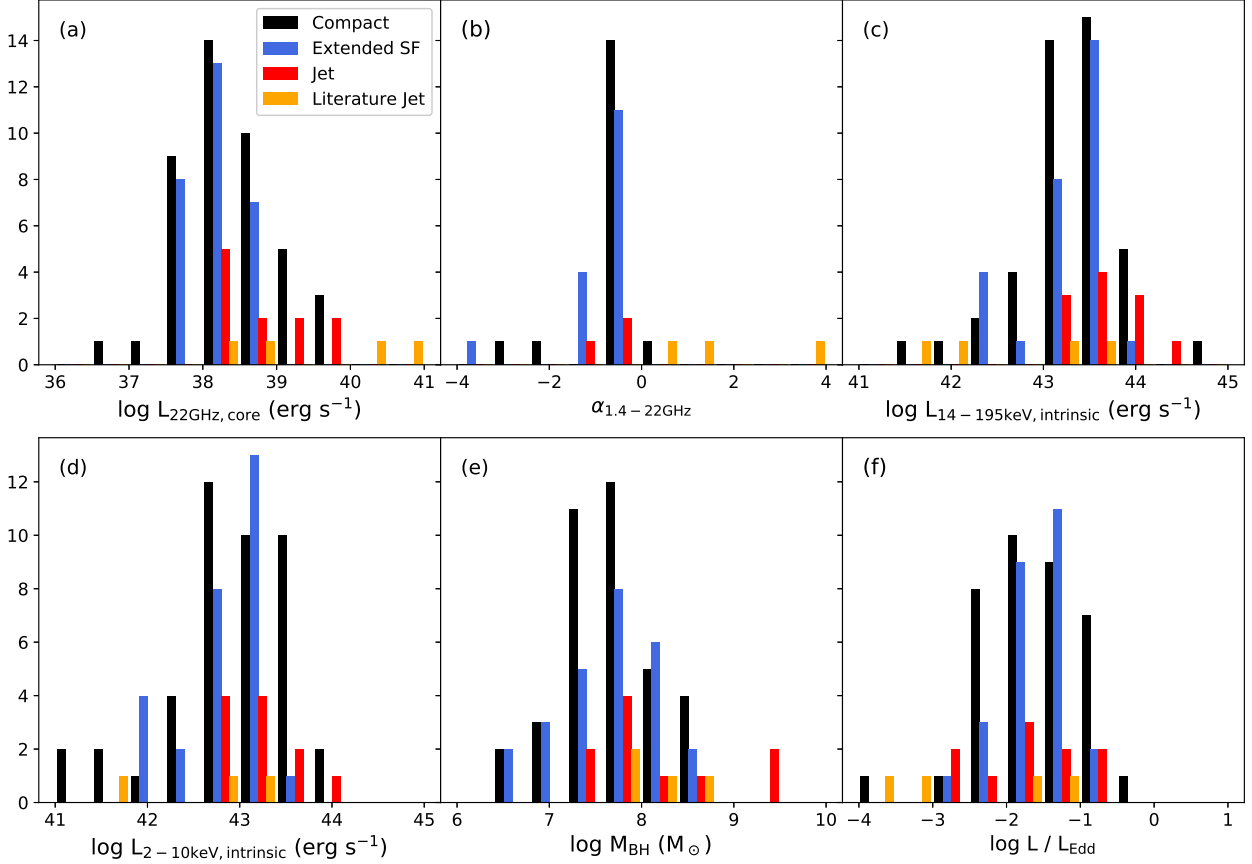 (a)
Compact
Extended SF
Jet
Literature Jet
(b)
(c)
14
12
10
8
6
4
2
0
36 37 38 39 40 41
−4 −2 0 2 4
41 42 43 44 45
log L₂₂GHz, core (erg s⁻¹)
α₁.₄₋₂₂GHz
log L₁₄₋₁₉₅keV, intrinsic (erg s⁻¹)
(d)
(e)
(f)
12
10
8
6
4
2
0
41 42 43 44 45
6 7 8 9 10
−4 −3 −2 −1 0 1
log L₂₋₁₀keV, intrinsic (erg s⁻¹)
log M_BH (M_⊙)
log L / L_Edd